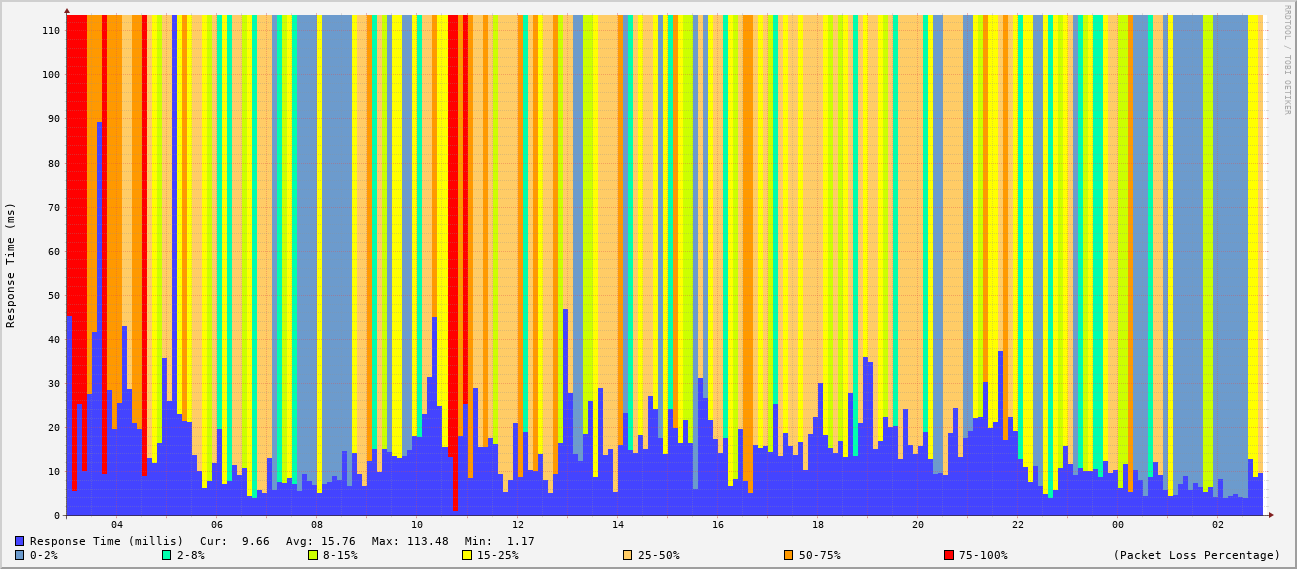 RRDTOOL / TOBI OETIKER
Response Time (ms)
110
100
90
80
70
60
50
40
30
20
10
0
04 06 08 10 12 14 16 18 20 22 00 02
Response Time (millis) Cur: 9.66 Avg: 15.76 Max: 113.48 Min: 1.17
0-2% 2-8% 8-15% 15-25% 25-50% 50-75% 75-100% (Packet Loss Percentage)